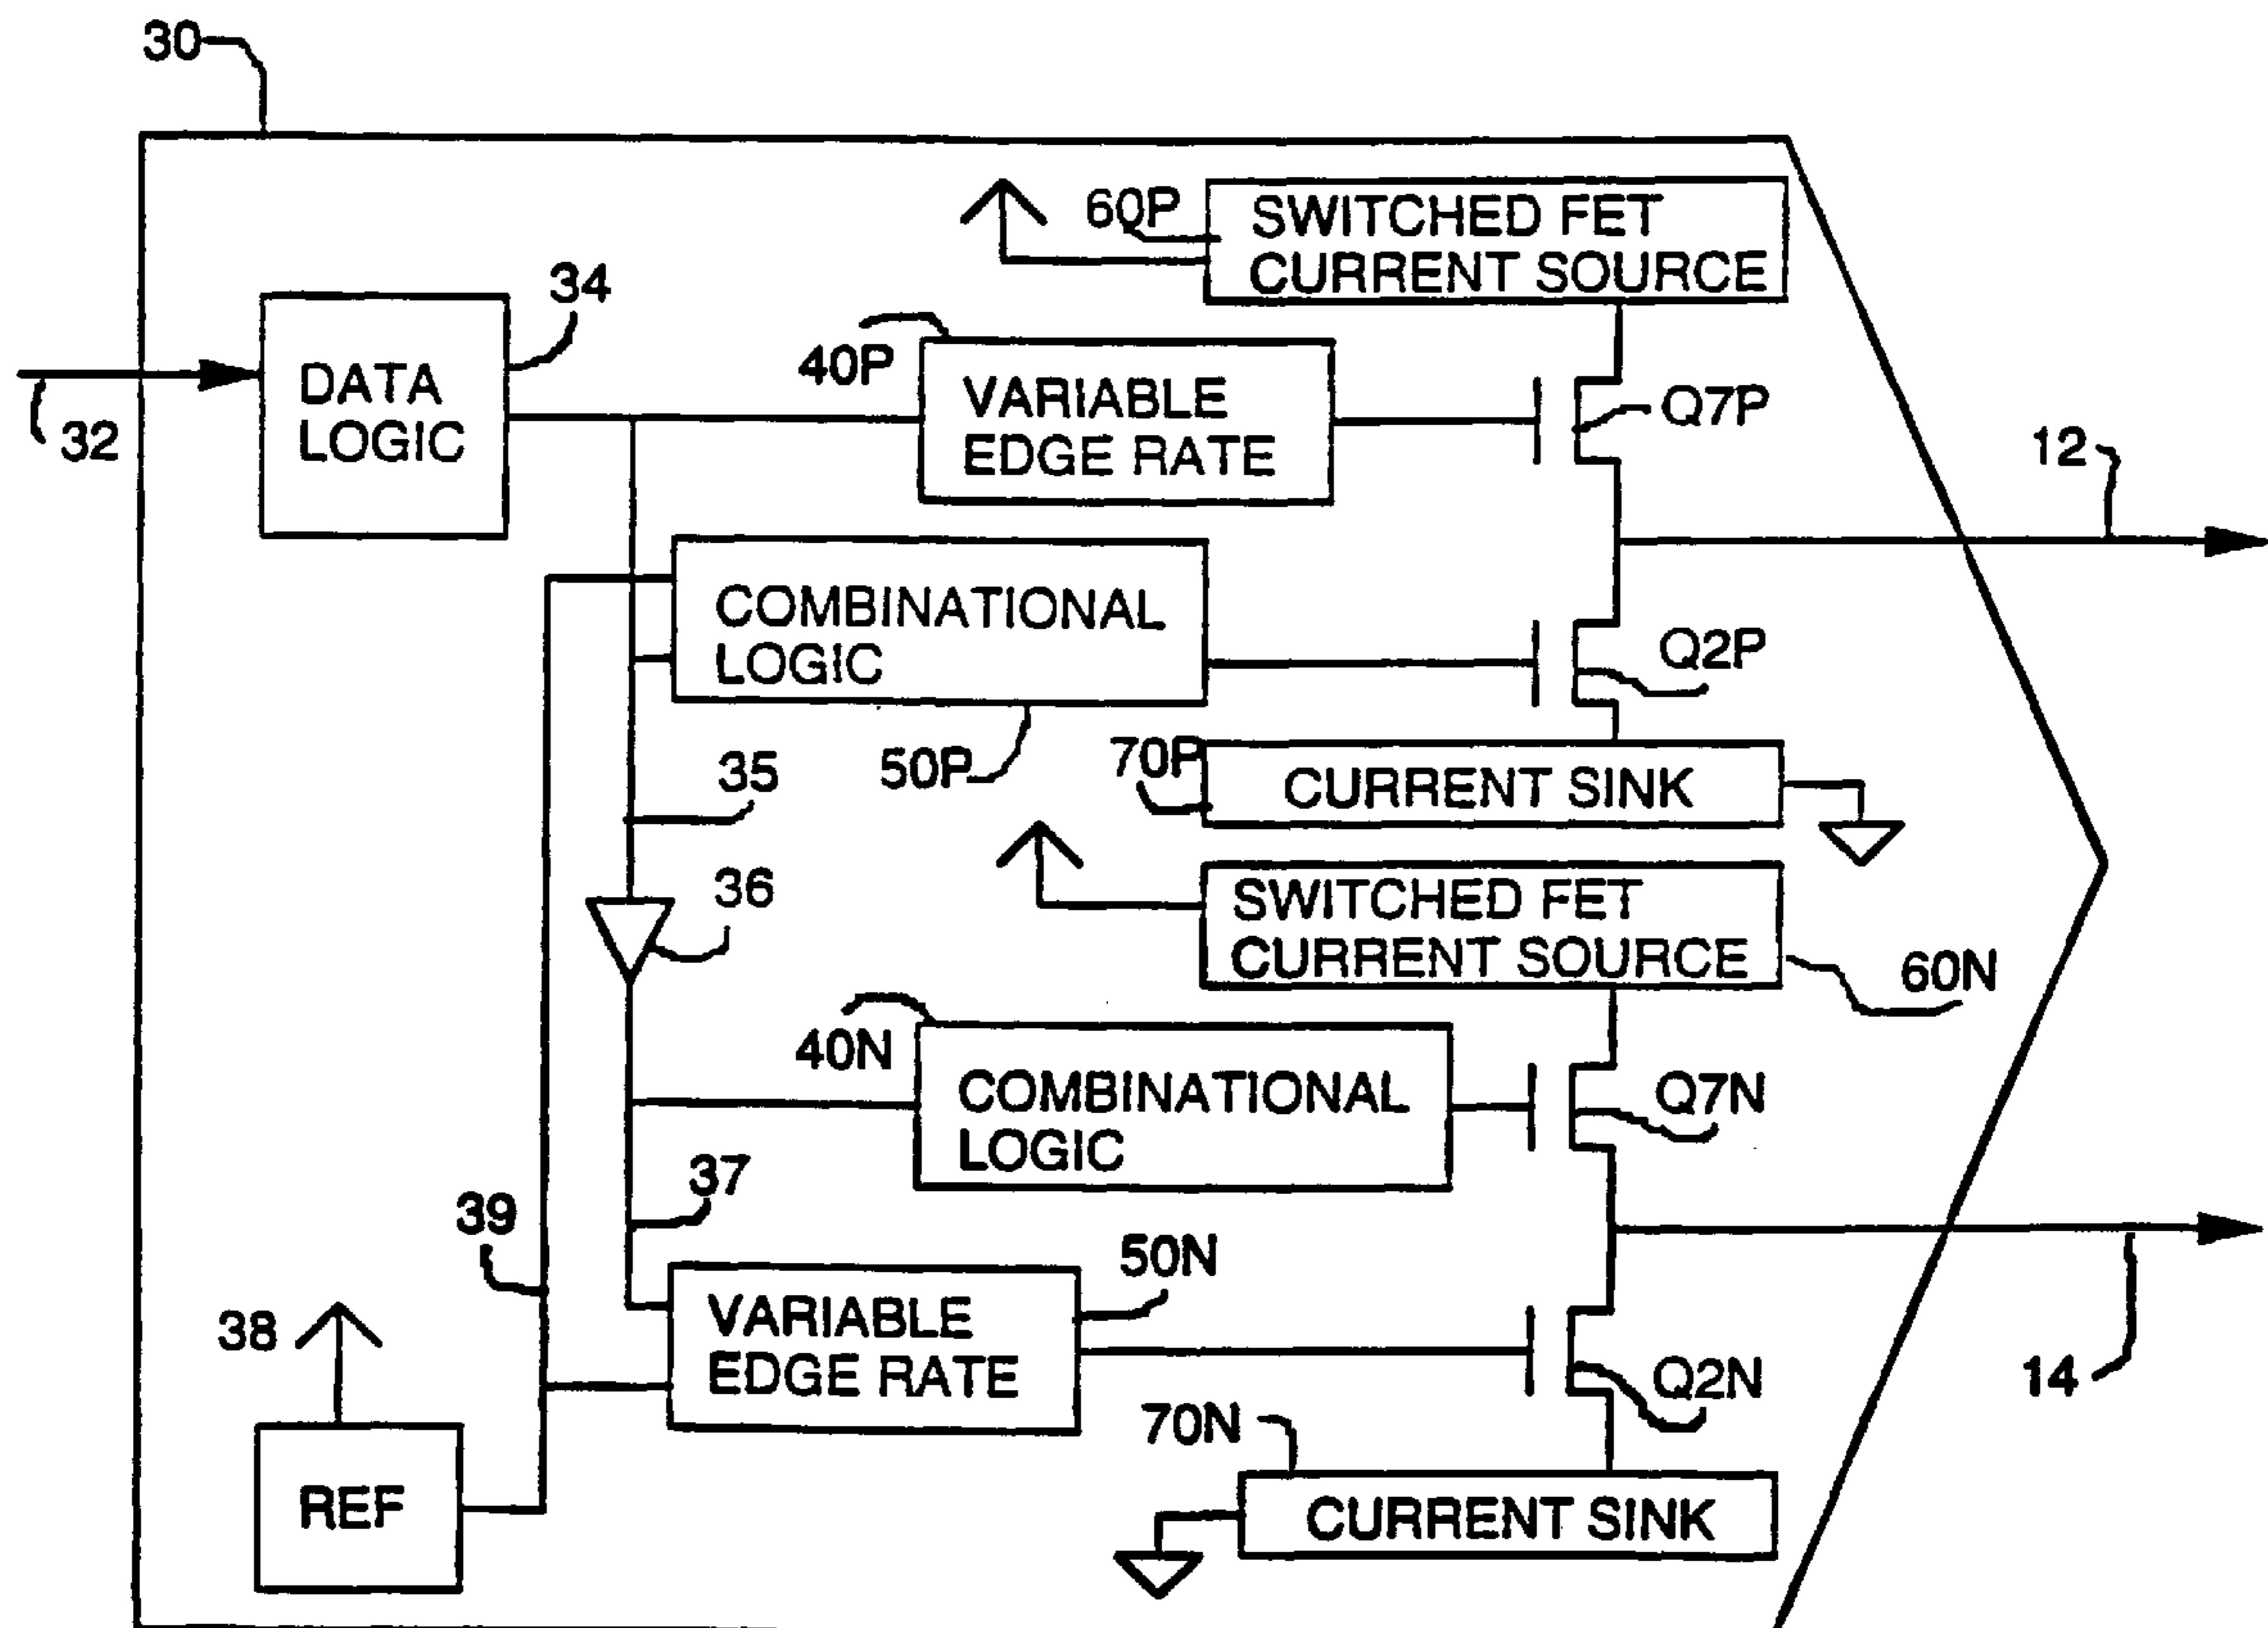 30
60P
SWITCHED FET
CURRENT SOURCE
34
32
DATA
LOGIC
40P
VARIABLE
EDGE RATE
Q7P
12
COMBINATIONAL
LOGIC
Q2P
50P
70P
CURRENT SINK
35
36
SWITCHED FET
CURRENT SOURCE
60N
40N
COMBINATIONAL
LOGIC
Q7N
37
39
50N
38
VARIABLE
EDGE RATE
Q2N
14
70N
REF
CURRENT SINK